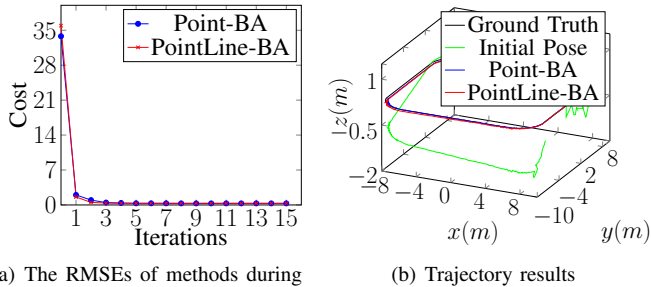 Point-BA
PointLine-BA
35
28
21
14
7
0
Cost
1 3 5 7 9 11 13 15
Iterations
a) The RMSEs of methods during
Ground Truth
Initial Pose
Point-BA
PointLine-BA
1
-0.5
-2
z(m)
-8 -4 0 4 8
x(m)
-10 -4 2 8
y(m)
(b) Trajectory results